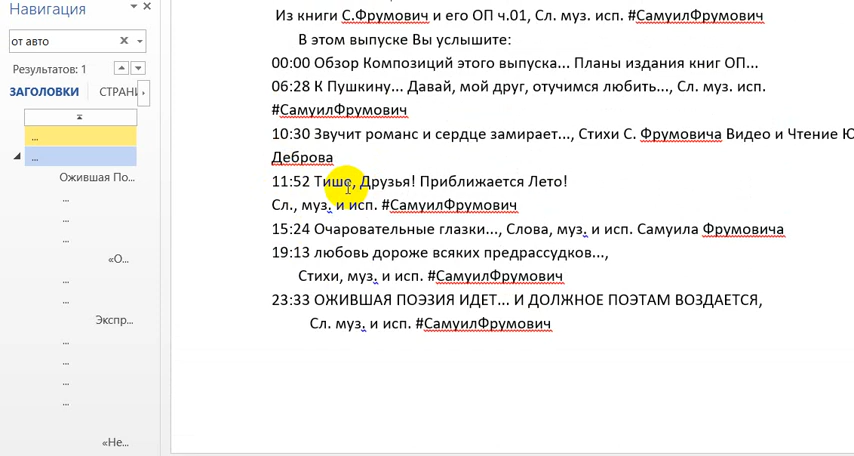 Навигация
от авто
Результатов: 1
ЗАГОЛОВКИ СТРАНИ
...
...
Ожившая По...
...
...
...
«О...
...
...
Экспр...
...
...
...
...
«Не...
Из книги С.Фрумович и его ОП ч.01, Сл. муз. исп. #СамуилФрумович
В этом выпуске Вы услышите:
00:00 Обзор Композиций этого выпуска... Планы издания книг ОП...
06:28 К Пушкину... Давай, мой друг, отучимся любить..., Сл. муз. исп.
#СамуилФрумович
10:30 Звучит романс и сердце замирает..., Стихи С. Фрумовича Видео и Чтение Ю
Деброва
11:52 Тише, Друзья! Приближается Лето!
Сл., муз. и исп. #СамуилФрумович
15:24 Очаровательные глазки..., Слова, муз. и исп. Самуила Фрумовича
19:13 любовь дороже всяких предрассудков...,
Стихи, муз. и исп. #СамуилФрумович
23:33 ОЖИВШАЯ ПОЭЗИЯ ИДЕТ... И ДОЛЖНОЕ ПОЭТАМ ВОЗДАЕТСЯ,
Сл. муз. и исп. #СамуилФрумович